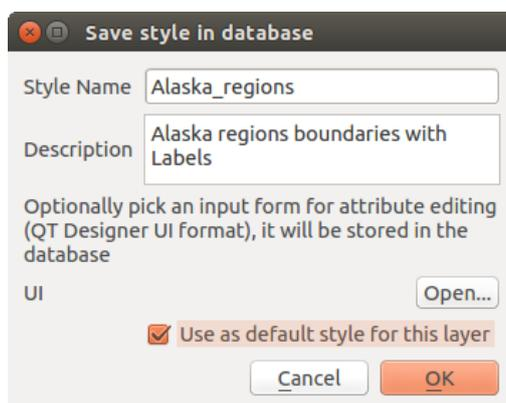 Save style in database
Style Name Alaska_regions
Description Alaska regions boundaries with
Labels
Optionally pick an input form for attribute editing
(QT Designer UI format), it will be stored in the
database
UI Open...
Use as default style for this layer
Cancel OK